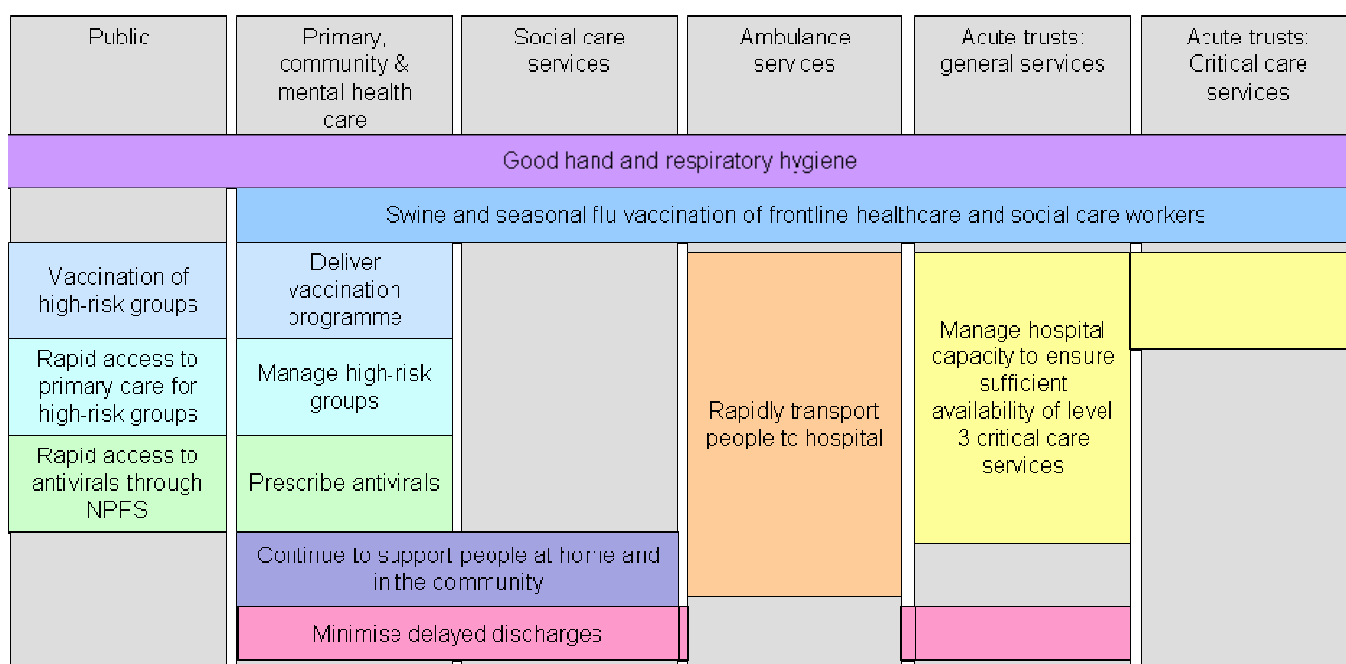 Public
Primary,
community &
mental health
care
Social care
services
Ambulance
services
Acute trusts:
general services
Acute trusts:
Critical care
services
Good hand and respiratory hygiene
Swine and seasonal flu vaccination of frontline healthcare and social care workers
Vaccination of
high-risk groups
Deliver
vaccination
programme
Rapid access to
primary care for
high-risk groups
Manage high-risk
groups
Rapid access to
antivirals through
NPFS
Prescribe antivirals
Rapidly transport
people to hospital
Manage hospital
capacity to ensure
sufficient
availability of level
3 critical care
services
Continue to support people at home and
in the community
Minimise delayed discharges